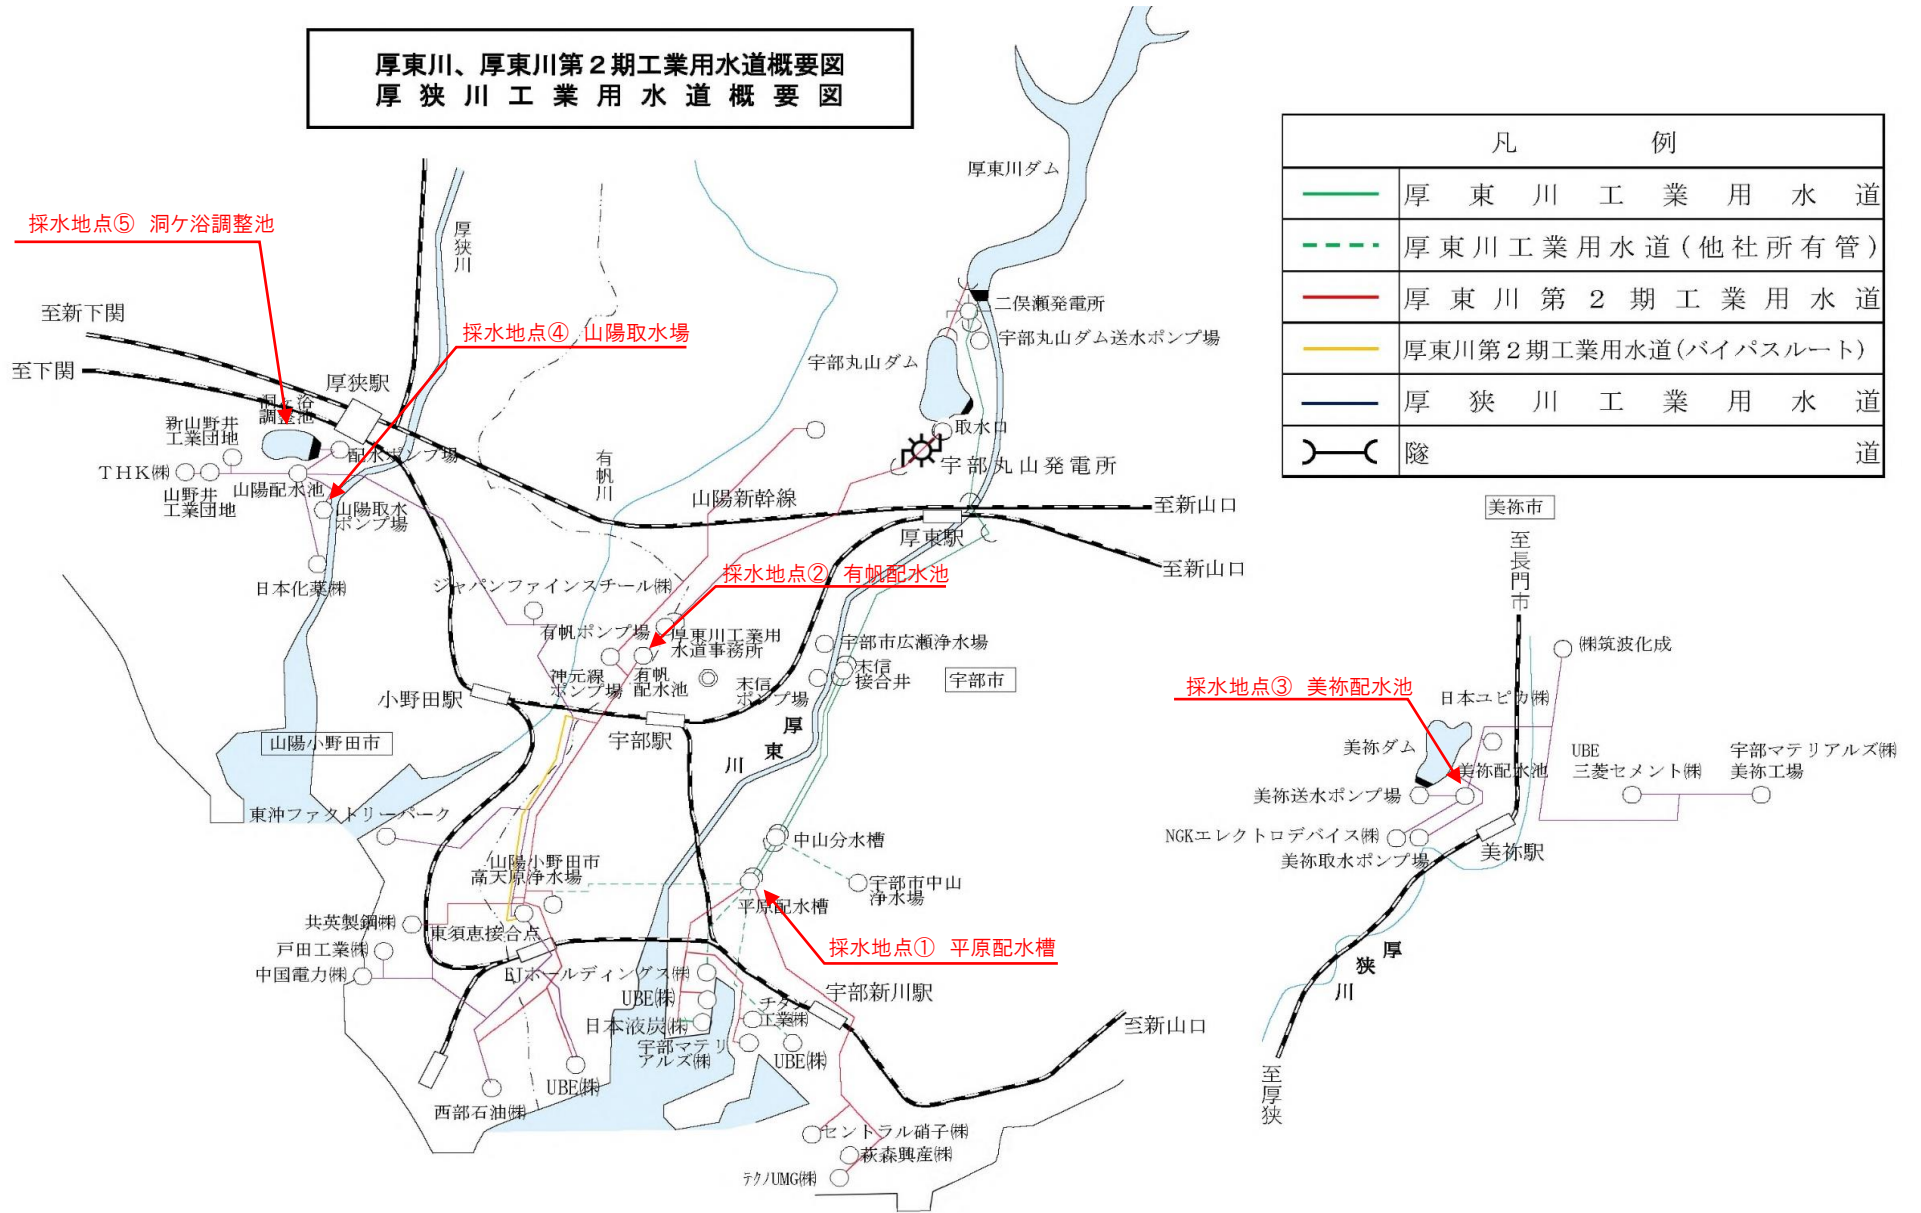 厚東川、厚東川第２期工業用水道概要図
厚狭川工業用水道概要図
凡例
厚東川工業用水道
厚東川工業用水道(他社所有管)
厚東川第２期工業用水道
厚東川第２期工業用水道(バイパスルート)
厚狭川工業用水道
隧道
厚東川ダム
採水地点⑤ 洞ケ浴調整池
厚狭川
至新下関
採水地点④ 山陽取水場
二俣瀬発電所
宇部丸山ダム送水ポンプ場
宇部丸山ダム
至下関
厚狭駅
洞ケ浴
調整池
新山野井
工業団地
配水ポンプ場
取水口
宇部丸山発電所
THK㈱
山野井
工業団地
山陽配水池
山陽取水
ポンプ場
有帆川
山陽新幹線
至新山口
厚東駅
至新山口
日本化薬㈱
ジャパンファインスチール㈱
採水地点② 有帆配水池
有帆ポンプ場
厚東川工業用
水道事務所
神元線
ポンプ場
有帆
配水池
宇部市広瀬浄水場
末信
接合井
末信
ポンプ場
宇部市
小野田駅
宇部駅
厚東川
山陽小野田市
東沖ファクトリーパーク
中山分水槽
山陽小野田市
高天原浄水場
宇部市中山
浄水場
平原配水槽
共英製鋼㈱
東須恵接合点
戸田工業㈱
中国電力㈱
採水地点① 平原配水槽
EJホールディングス㈱
UBE㈱
日本液炭㈱
チタン
工業㈱
宇部新川駅
宇部マテリ
アルズ㈱
UBE㈱
至新山口
UBE㈱
西部石油㈱
セントラル硝子㈱
萩森興産㈱
テクノUMG㈱
美祢市
至長門市
㈱筑波化成
採水地点③ 美祢配水池
日本ユピカ㈱
美祢ダム
美祢配水池
UBE
三菱セメント㈱
宇部マテリアルズ㈱
美祢工場
美祢送水ポンプ場
NGKエレクトロデバイス㈱
美祢取水ポンプ場
美祢駅
厚狭川
至厚狭